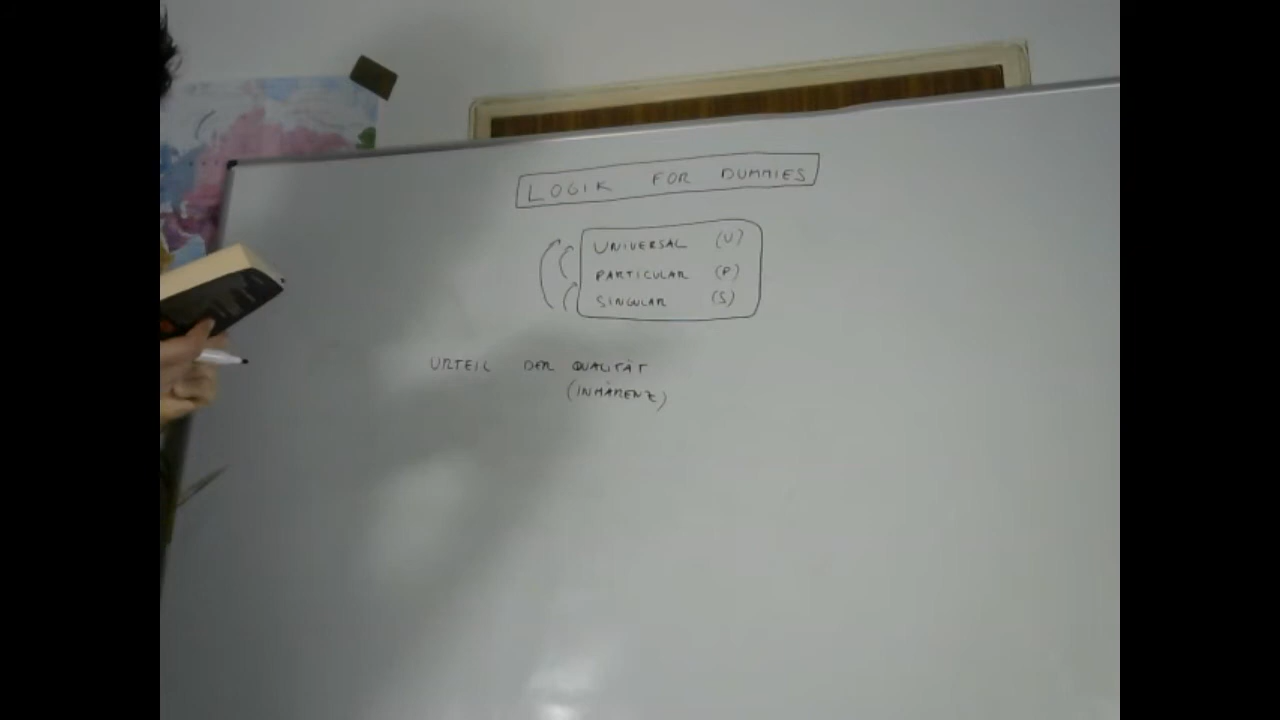 LOGIK FOR DUMMIES
UNIVERSAL (U)
PARTICULAR (P)
SINGULAR (S)
URTEIL DER QUALITÄT
(INHÄRENZ)